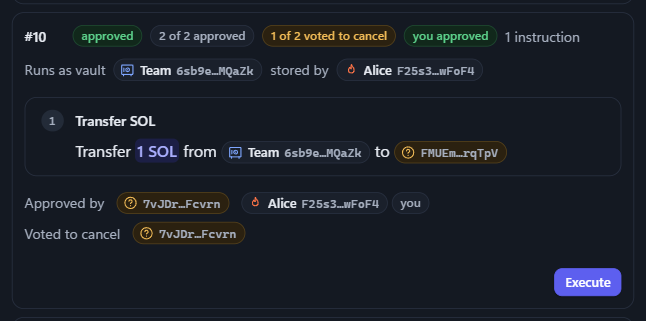 #10 approved 2 of 2 approved 1 of 2 voted to cancel you approved 1 instruction
Runs as vault Team 6sb9e…MQaZk stored by Alice F25s3…wFoF4
1 Transfer SOL
Transfer 1 SOL from Team 6sb9e…MQaZk to FMUEm…rqTpV
Approved by 7vJDr…Fcvrn Alice F25s3…wFoF4 you
Voted to cancel 7vJDr…Fcvrn
Execute